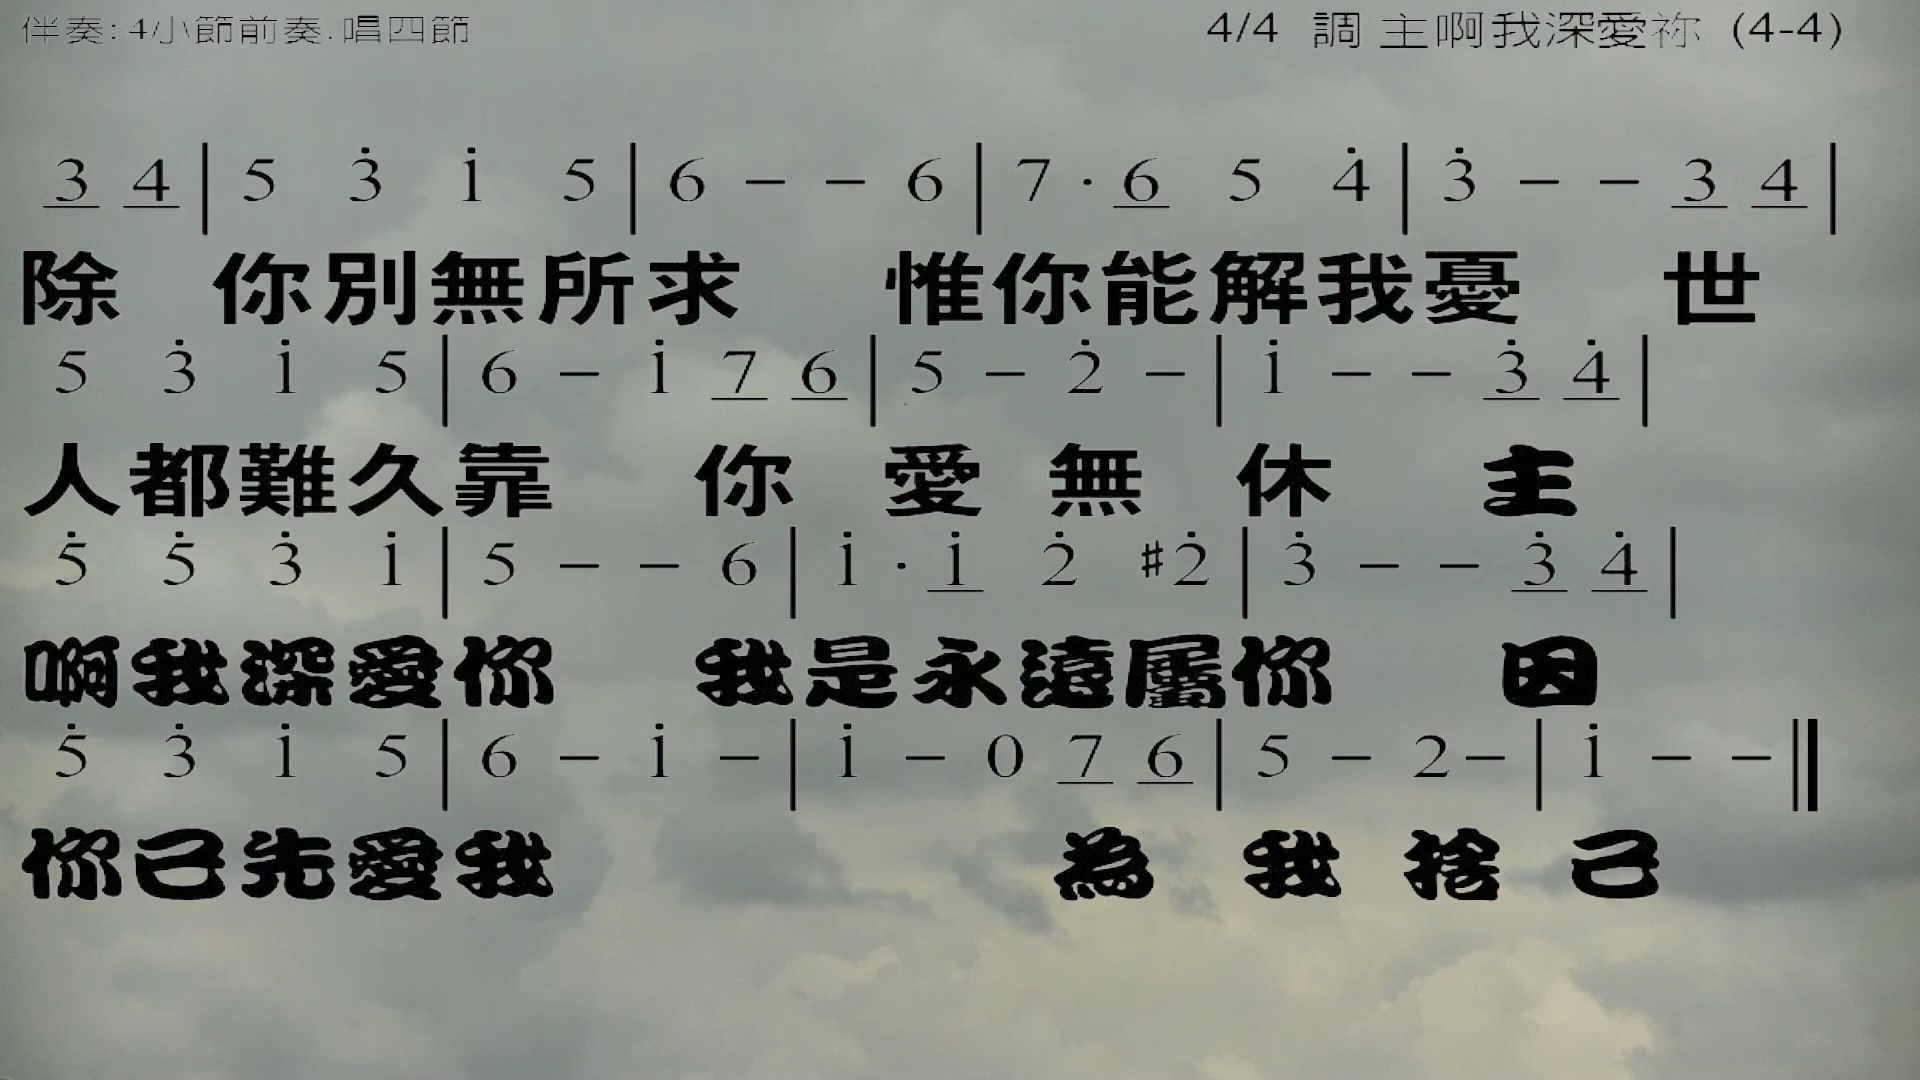 伴奏: 4小節前奏.唱四節 4/4 調 主啊我深愛祢 (4-4)
3 4 | 5 3̇ 1̇ 5 | 6 – – 6 | 7 · 6 5 4̇ | 3̇ – – 3 4 |
除 你別無所求 惟你能解我憂 世
5 3̇ 1̇ 5 | 6 – 1̇ 7 6 | 5 – 2̇ – | 1̇ – – 3̇ 4̇ |
人都難久靠 你 愛 無 休 主
5̇ 5̇ 3̇ 1̇ | 5 – – 6 | 1̇ · 1̇ 2̇ #2̇ | 3̇ – – 3̇ 4̇ |
啊我深愛你 我是永遠屬你 因
5̇ 3̇ 1̇ 5 | 6 – 1̇ – | 1̇ – 0 7 6 | 5 – 2 – | 1̇ – – ‖
你已先愛我 為 我 捨 己